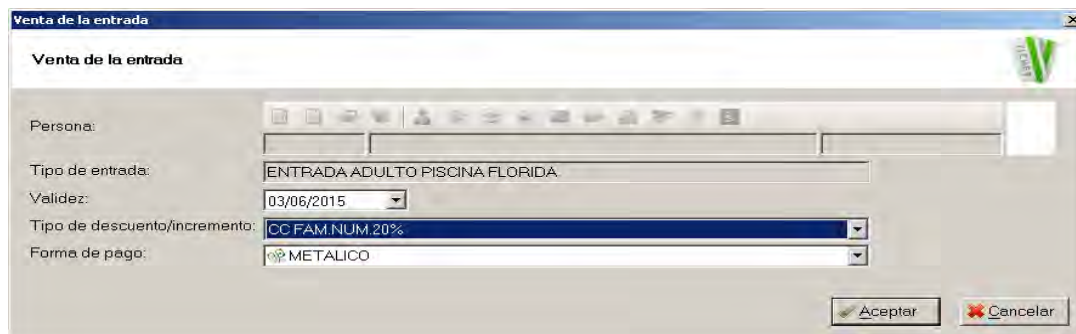 Venta de la entrada
Venta de la entrada
Persona:
Tipo de entrada: ENTRADA ADULTO PISCINA FLORIDA
Validez: 03/06/2015
Tipo de descuento/incremento: CC FAM.NUM.20%
Forma de pago: METALICO
Aceptar Cancelar